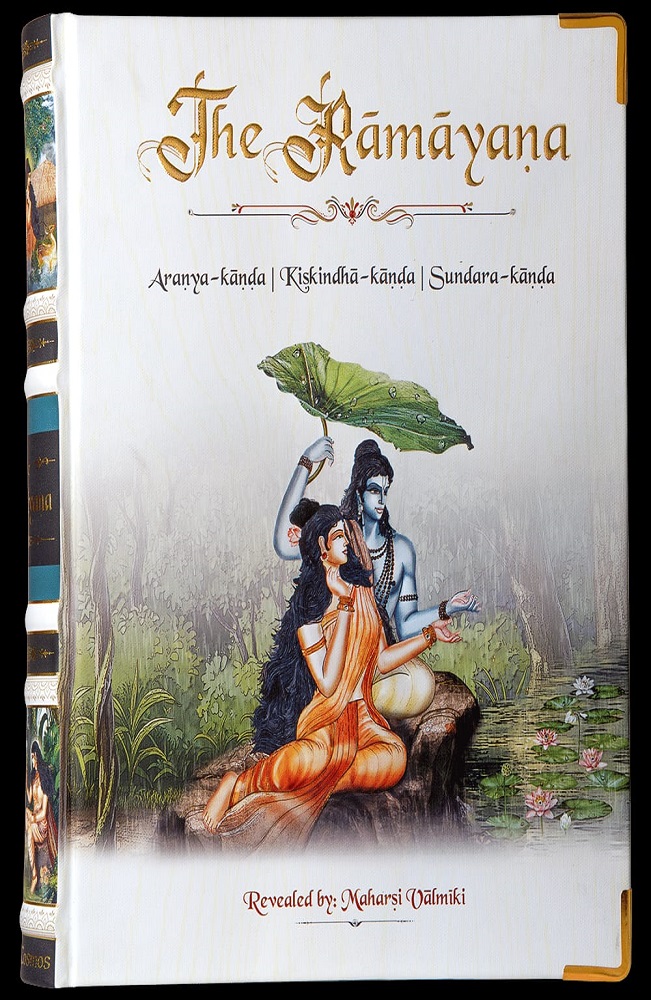 The Rāmāyaṇa
Araṇya-kāṇḍa | Kiṣkindhā-kāṇḍa | Sundara-kāṇḍa
Revealed by: Maharṣi Vālmīki